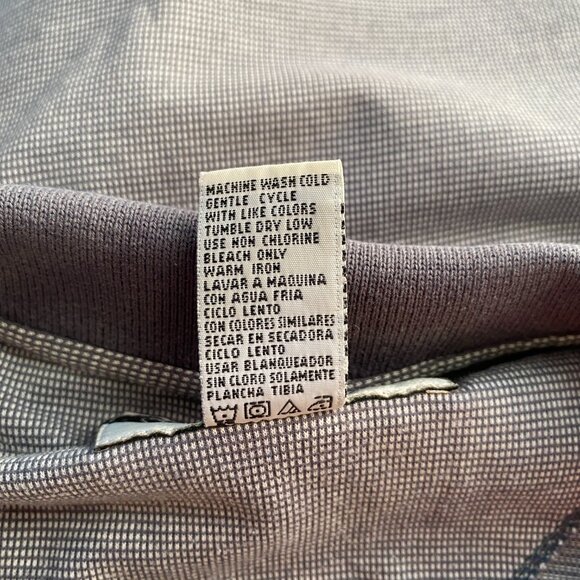 MACHINE WASH COLD
GENTLE CYCLE
WITH LIKE COLORS
TUMBLE DRY LOW
USE NON CHLORINE
BLEACH ONLY
WARM IRON
LAVAR A MAQUINA
CON AGUA FRIA
CICLO LENTO
CON COLORES SIMILARES
SECAR EN SECADORA
CICLO LENTO
USAR BLANQUEADOR
SIN CLORO SOLAMENTE
PLANCHA TIBIA